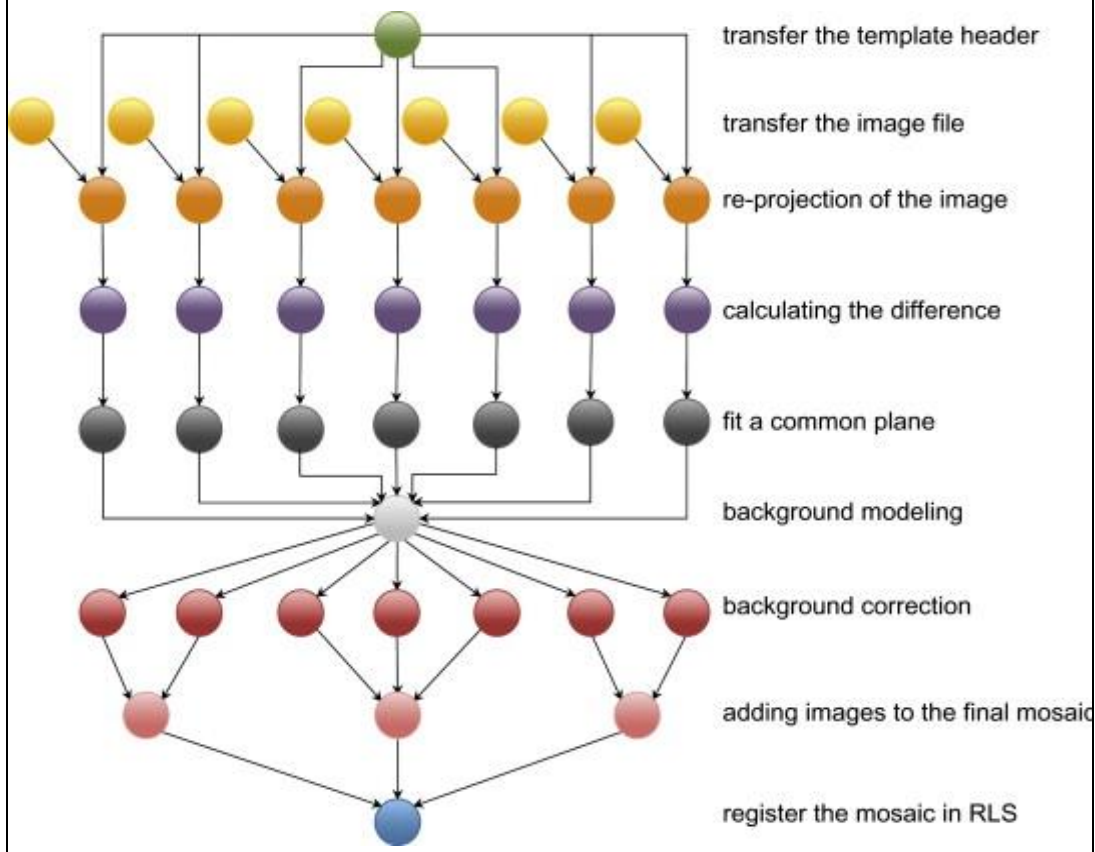 transfer the template header
transfer the image file
re-projection of the image
calculating the difference
fit a common plane
background modeling
background correction
adding images to the final mosaic
register the mosaic in RLS